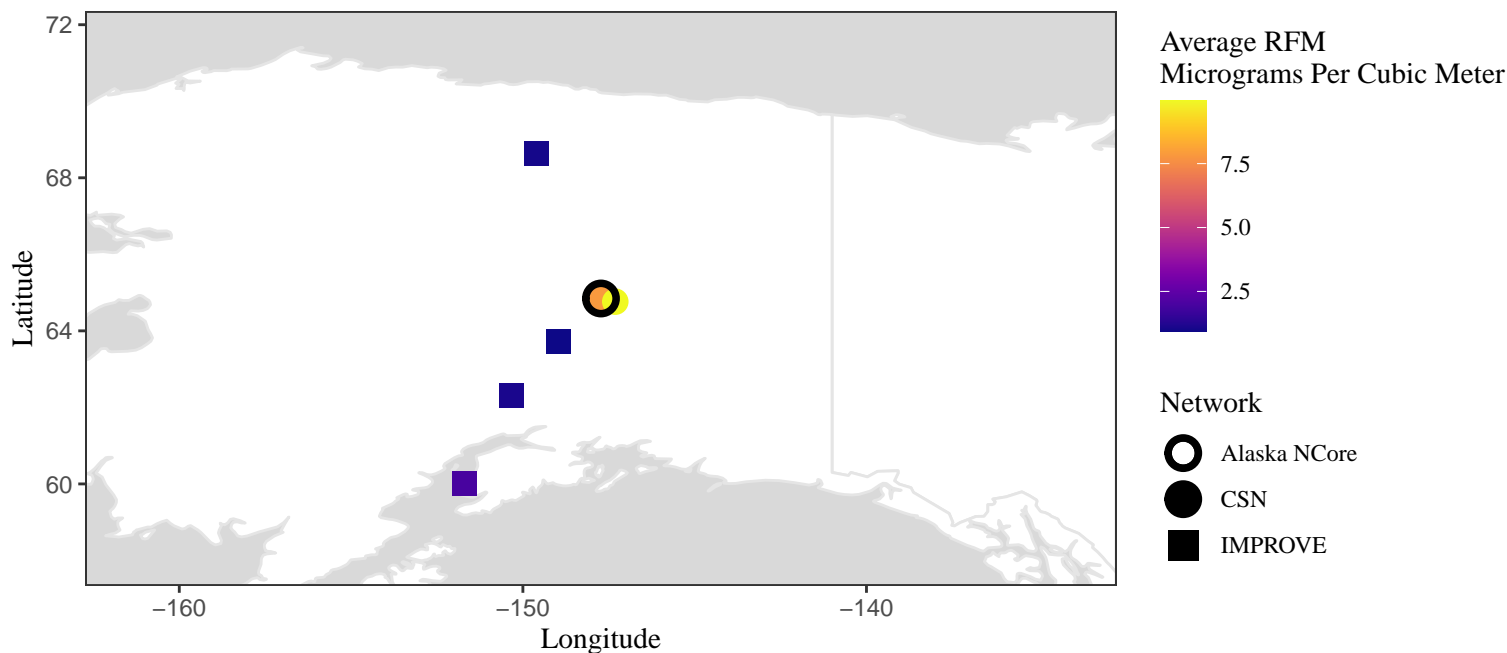 72
68
64
60
Latitude
−160
−150
−140
Longitude
Average RFM
Micrograms Per Cubic Meter
7.5
5.0
2.5
Network
Alaska NCore
CSN
IMPROVE